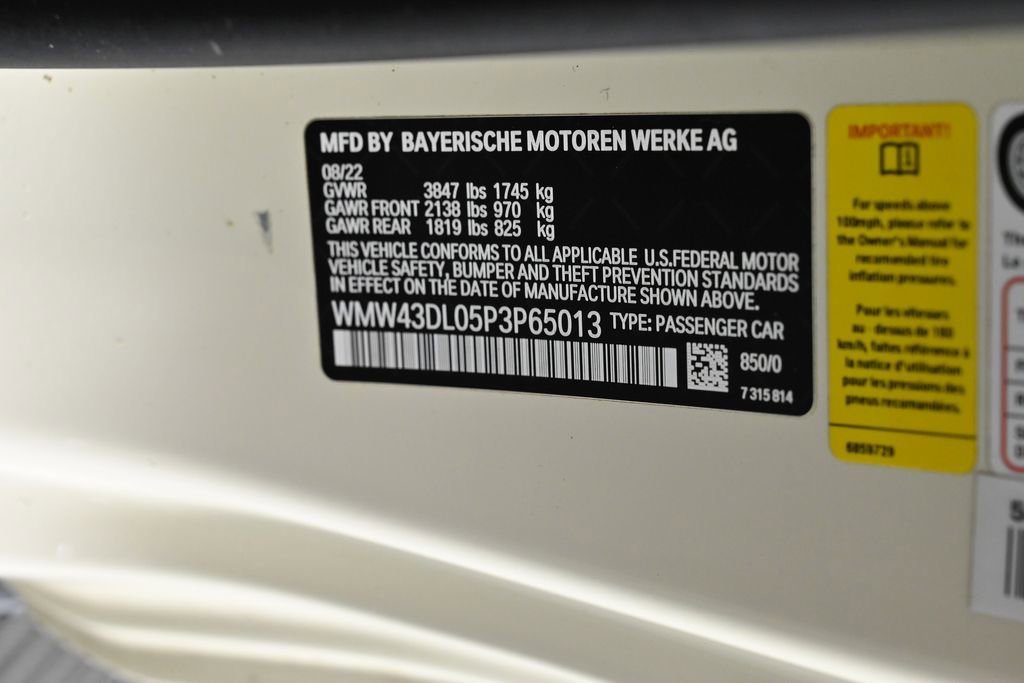 MFD BY BAYERISCHE MOTOREN WERKE AG
08/22
GVWR 3847 lbs 1745 kg
GAWR FRONT 2138 lbs 970 kg
GAWR REAR 1819 lbs 825 kg
THIS VEHICLE CONFORMS TO ALL APPLICABLE U.S.FEDERAL MOTOR
VEHICLE SAFETY, BUMPER AND THEFT PREVENTION STANDARDS
IN EFFECT ON THE DATE OF MANUFACTURE SHOWN ABOVE.
WMW43DL05P3P65013 TYPE: PASSENGER CAR
850/0
7 315 814
IMPORTANT!
For speeds above
100mph, please refer to
the Owner's Manual for
recomended tire
inflation pressures.
Pour les vitesses
au - dessus de 160
km/h, faites référence à
la notice d'utilisation
pour les pressions des
pneus recamandées.
6859729